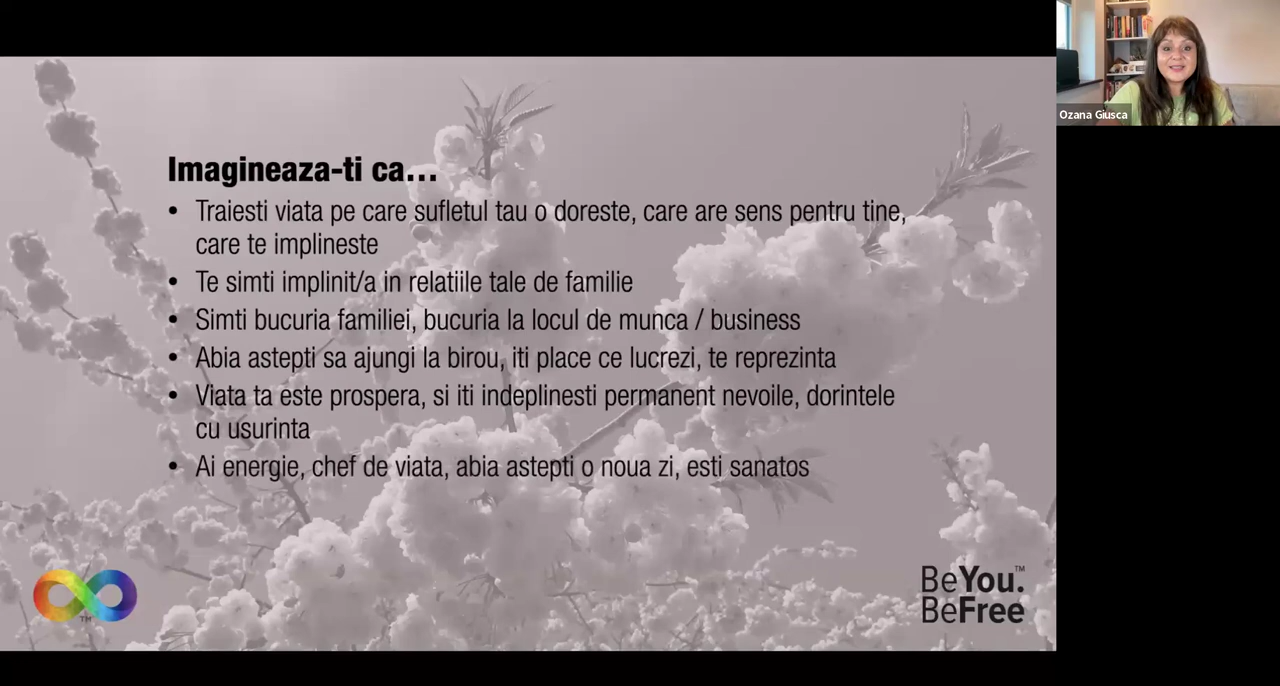 Imagineaza-ti ca...
• Traiesti viata pe care sufletul tau o doreste, care are sens pentru tine,
care te implineste
• Te simti implinit/a in relatiile tale de familie
• Simti bucuria familiei, bucuria la locul de munca / business
• Abia astepti sa ajungi la birou, iti place ce lucrezi, te reprezinta
• Viata ta este prospera, si iti indeplinesti permanent nevoile, dorintele
cu usurinta
• Ai energie, chef de viata, abia astepti o noua zi, esti sanatos
TM
BeYou.™
BeFree
Ozana Giusca